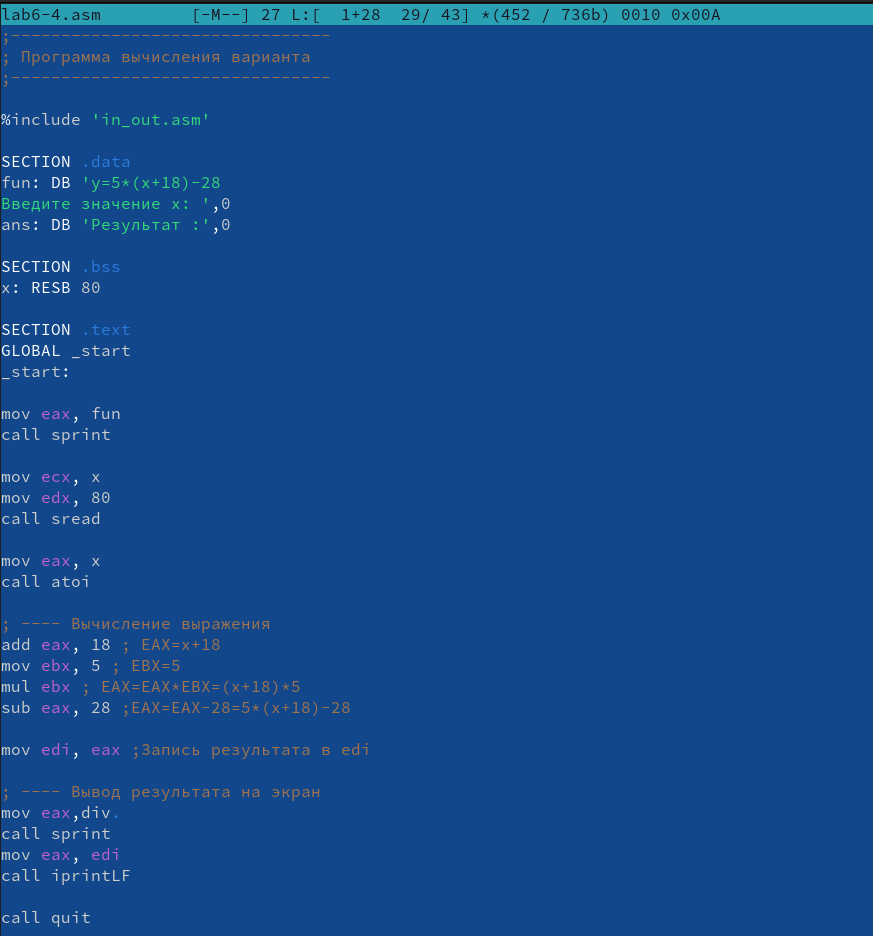 lab6-4.asm [-M--] 27 L:[ 1+28 29/ 43] *(452 / 736b) 0010 0x00A
;--------------------------------
; Программа вычисления варианта
;--------------------------------
%include 'in_out.asm'
SECTION .data
fun: DB 'y=5*(x+18)-28
Введите значение x: ',0
ans: DB 'Результат :',0
SECTION .bss
x: RESB 80
SECTION .text
GLOBAL _start
_start:
mov eax, fun
call sprint
mov ecx, x
mov edx, 80
call sread
mov eax, x
call atoi
; ---- Вычисление выражения
add eax, 18 ; EAX=x+18
mov ebx, 5 ; EBX=5
mul ebx ; EAX=EAX*EBX=(x+18)*5
sub eax, 28 ;EAX=EAX-28=5*(x+18)-28
mov edi, eax ;Запись результата в edi
; ---- Вывод результата на экран
mov eax,div.
call sprint
mov eax, edi
call iprintLF
call quit